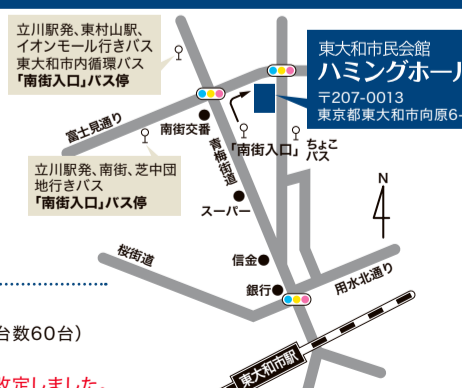 立川駅発、東村山駅、
イオンモール行きバス
東大和市内循環バス
「南街入口」バス停
東大和市民会館
ハミングホール
〒207-0013
東京都東大和市向原6-
富士見通り
南街交番
青梅街道
「南街入口」
ちょこ
バス
立川駅発、南街、芝中団
地行きバス
「南街入口」バス停
スーパー
N
桜街道
信金
銀行
用水北通り
台数60台）
東大和市駅
改定しました。